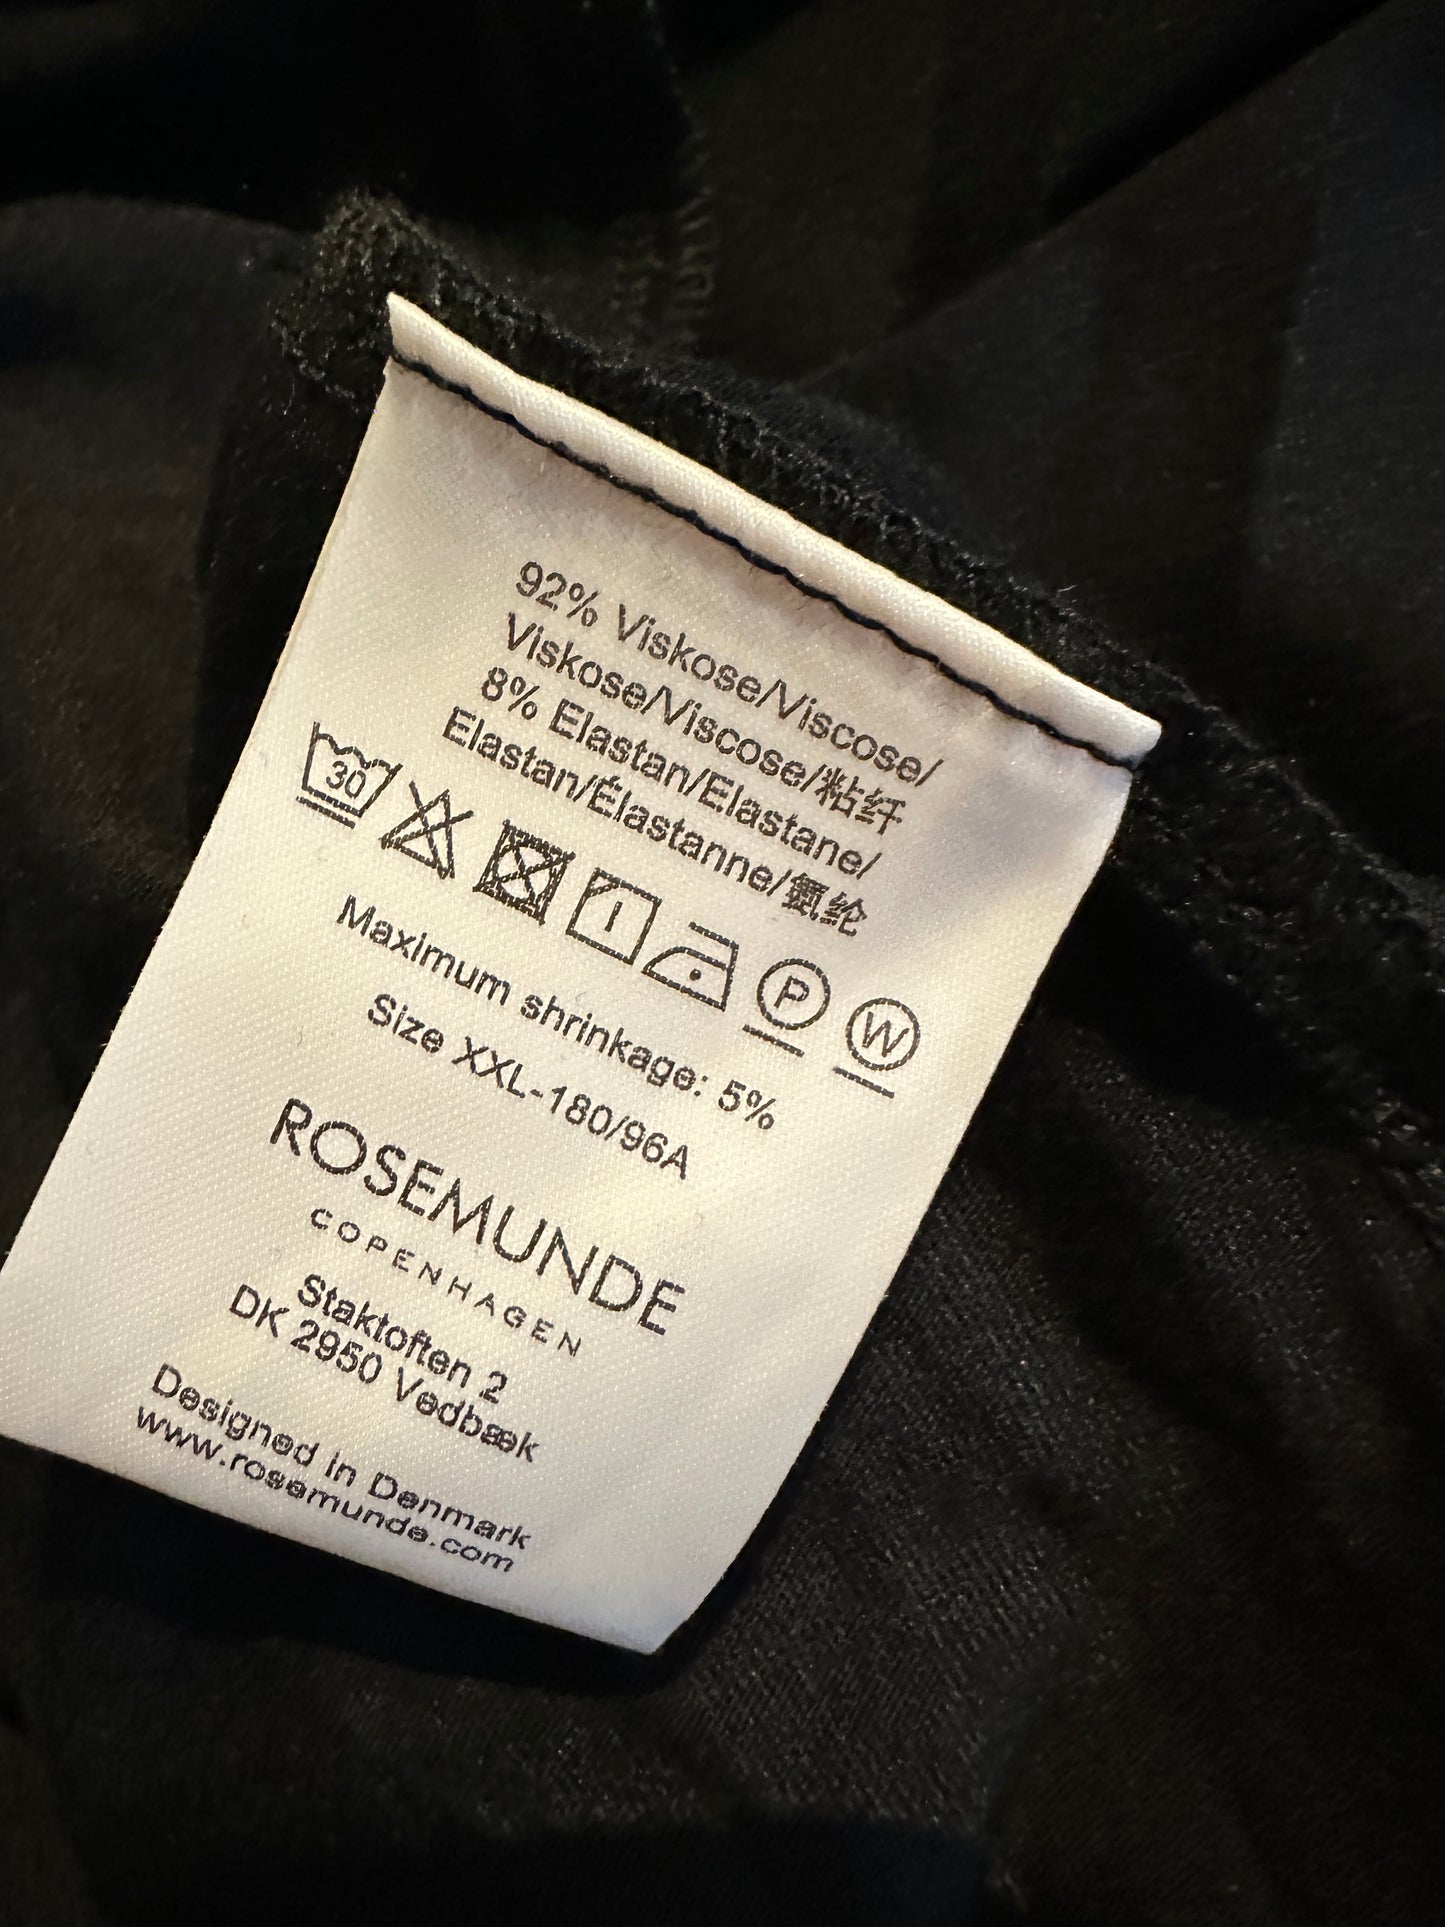 92% Viskose/Viscose/
Viskose/Viscose/粘纤
8% Elastan/Elastane/
Elastan/Élastanne/氨纶
30
P
W
Maximum shrinkage: 5%
Size XXL-180/96A
ROSEMUNDE
COPENHAGEN
Staktoften 2
DK 2950 Vedbæk
Designed in Denmark
www.rosemunde.com